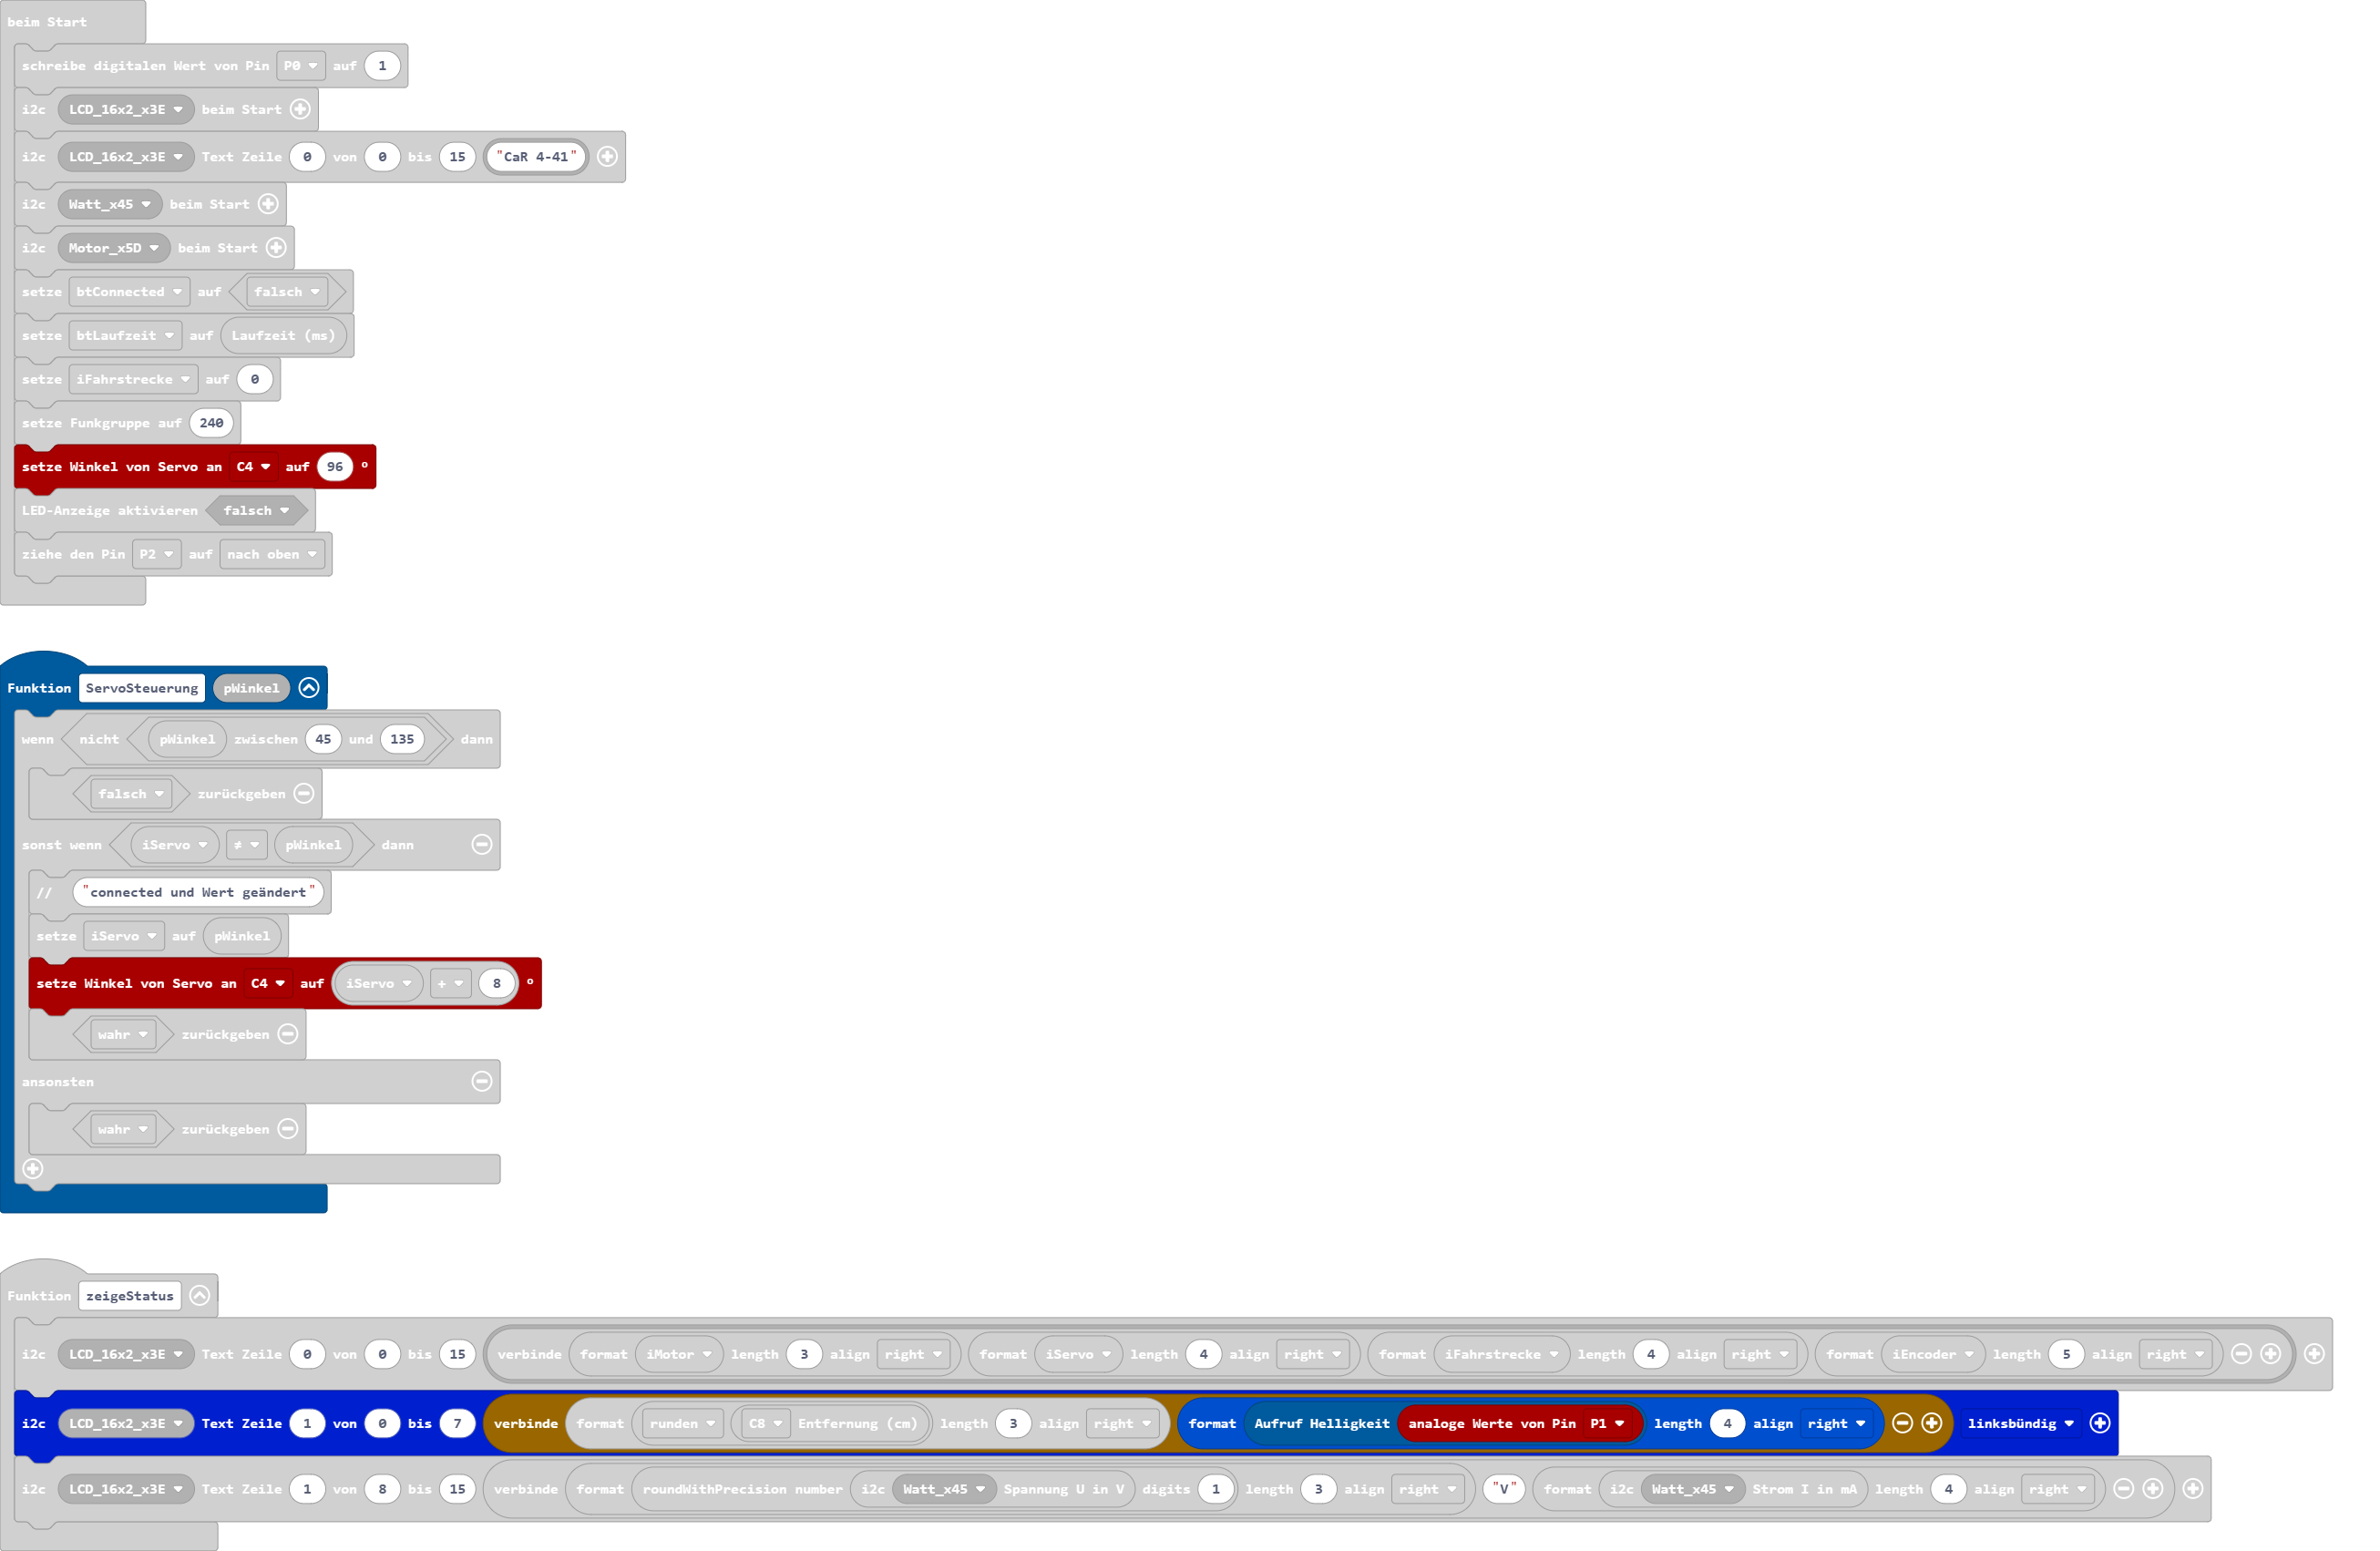 beim Start
schreibe digitalen Wert von Pin P0 auf 1
i2c LCD_16x2_x3E beim Start
i2c LCD_16x2_x3E Text Zeile 0 von 0 bis 15 "CaR 4-41"
i2c Watt_x45 beim Start
i2c Motor_x5D beim Start
setze btConnected auf falsch
setze btLaufzeit auf Laufzeit (ms)
setze iFahrstrecke auf 0
setze Funkgruppe auf 240
setze Winkel von Servo an C4 auf 96 °
LED-Anzeige aktivieren falsch
ziehe den Pin P2 auf nach oben
Funktion ServoSteuerung pWinkel
wenn nicht pWinkel zwischen 45 und 135 dann
falsch zurückgeben
sonst wenn iServo ≠ pWinkel dann
// "connected und Wert geändert"
setze iServo auf pWinkel
setze Winkel von Servo an C4 auf iServo + 8 °
wahr zurückgeben
ansonsten
wahr zurückgeben
Funktion zeigeStatus
i2c LCD_16x2_x3E Text Zeile 0 von 0 bis 15 verbinde format iMotor length 3 align right format iServo length 4 align right format iFahrstrecke length 4 align right format iEncoder length 5 align right
i2c LCD_16x2_x3E Text Zeile 1 von 0 bis 7 verbinde format runden C8 Entfernung (cm) length 3 align right format Aufruf Helligkeit analoge Werte von Pin P1 length 4 align right linksbündig
i2c LCD_16x2_x3E Text Zeile 1 von 8 bis 15 verbinde format roundWithPrecision number i2c Watt_x45 Spannung U in V digits 1 length 3 align right "V" format i2c Watt_x45 Strom I in mA length 4 align right